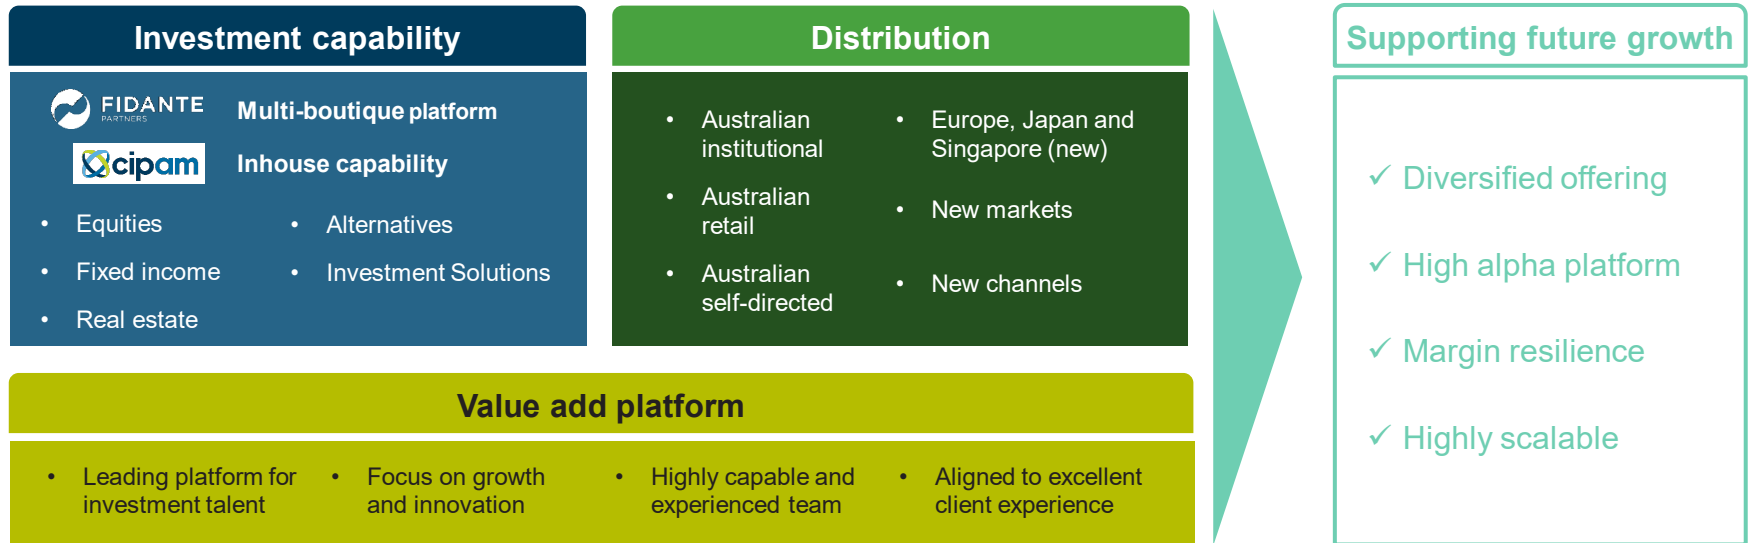 Investment capability
FIDANTE
PARTNERS
Multi-boutique platform
cipam
Inhouse capability
• Equities
• Fixed income
• Real estate
• Alternatives
• Investment Solutions
Distribution
• Australian
institutional
• Australian
retail
• Australian
self-directed
• Europe, Japan and
Singapore (new)
• New markets
• New channels
Value add platform
• Leading platform for
investment talent
• Focus on growth
and innovation
• Highly capable and
experienced team
• Aligned to excellent
client experience
Supporting future growth
✓ Diversified offering
✓ High alpha platform
✓ Margin resilience
✓ Highly scalable